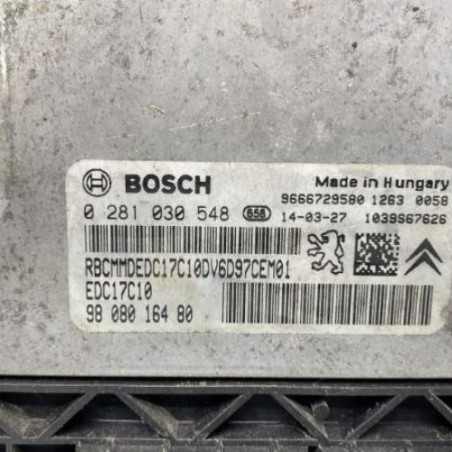 BOSCH
Made in Hungary
9666729580 1263 0058
0 281 030 548 656 14-03-27 1039S67626
RBCMMDEDC17C10DV6D97CEM01
EDC17C10
98 080 164 80